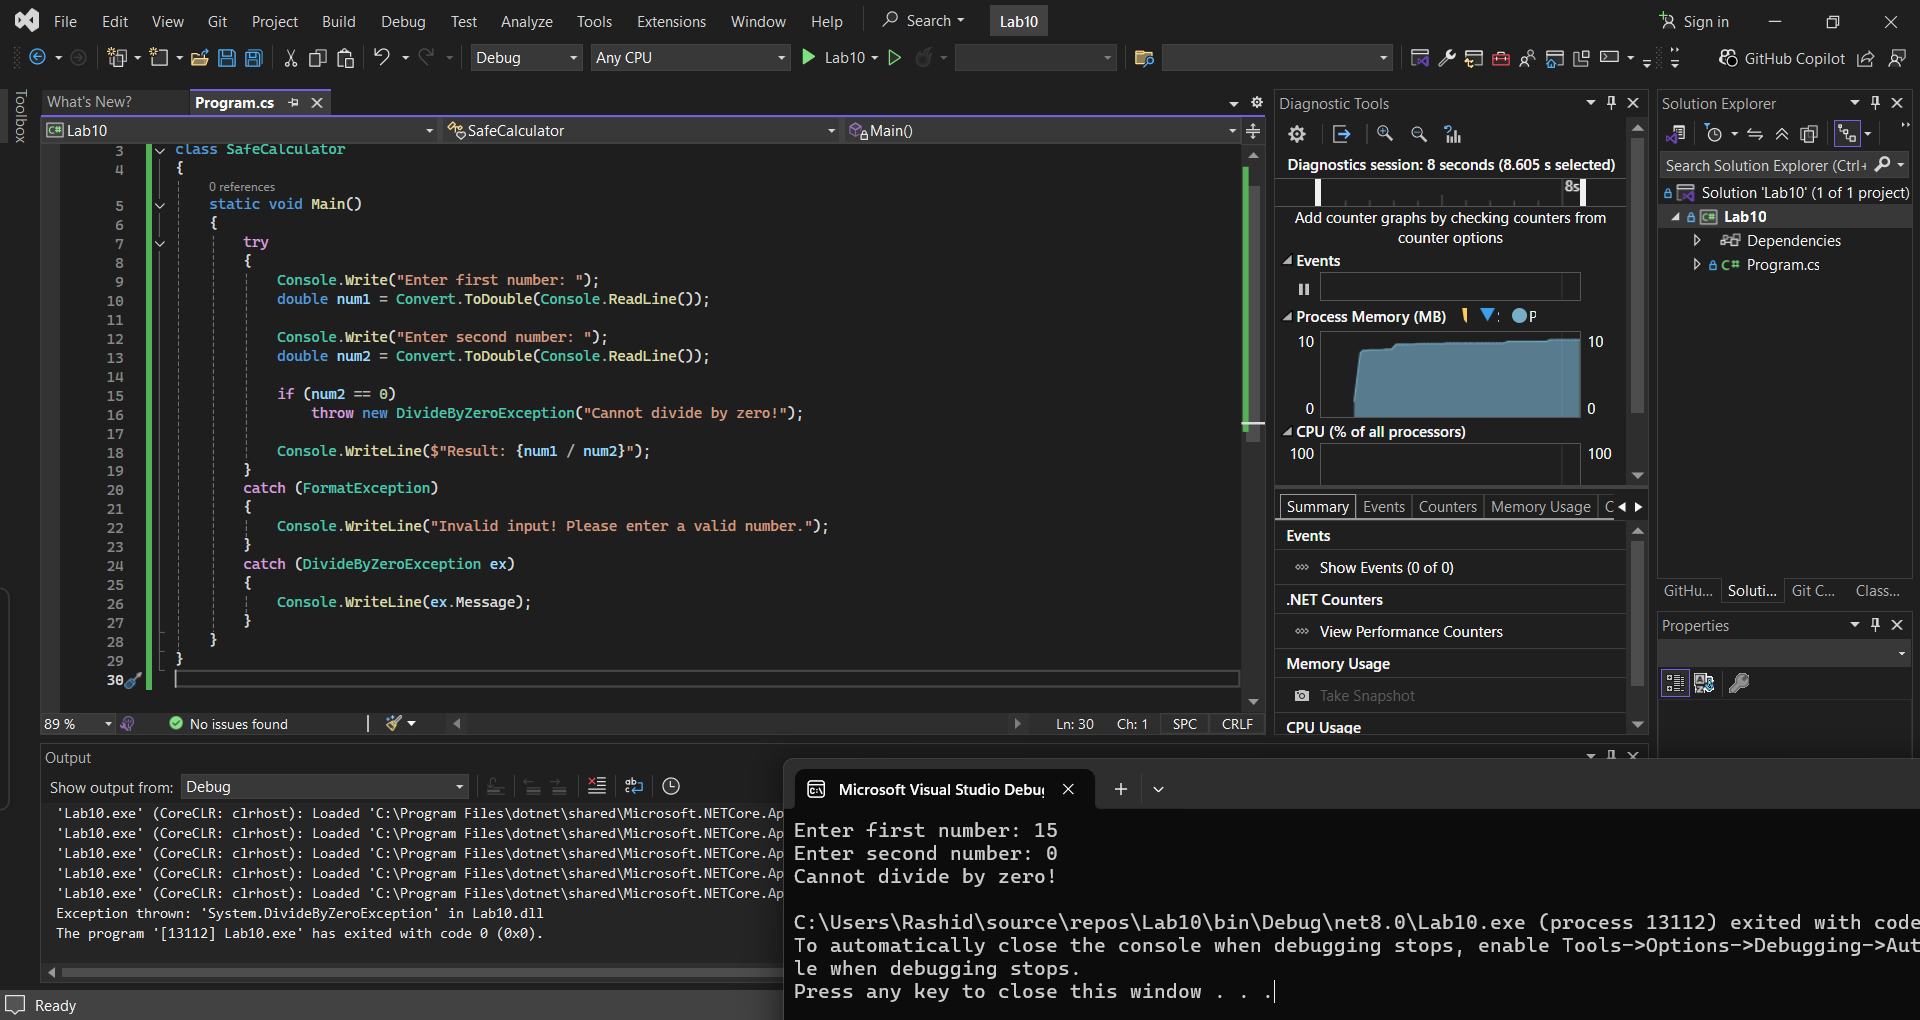 File Edit View Git Project Build Debug Test Analyze Tools Extensions Window Help Search Lab10 Sign in
Debug Any CPU Lab10 GitHub Copilot
Toolbox
What's New? Program.cs
Lab10 SafeCalculator Main()
3 class SafeCalculator
4 {
0 references
5 static void Main()
6 {
7 try
8 {
9 Console.Write("Enter first number: ");
10 double num1 = Convert.ToDouble(Console.ReadLine());
11
12 Console.Write("Enter second number: ");
13 double num2 = Convert.ToDouble(Console.ReadLine());
14
15 if (num2 == 0)
16 throw new DivideByZeroException("Cannot divide by zero!");
17
18 Console.WriteLine($"Result: {num1 / num2}");
19 }
20 catch (FormatException)
21 {
22 Console.WriteLine("Invalid input! Please enter a valid number.");
23 }
24 catch (DivideByZeroException ex)
25 {
26 Console.WriteLine(ex.Message);
27 }
28 }
29 }
30
89 % No issues found Ln: 30 Ch: 1 SPC CRLF
Diagnostic Tools
Diagnostics session: 8 seconds (8.605 s selected)
8s
Add counter graphs by checking counters from
counter options
Events
Process Memory (MB) P
10 10
0 0
CPU (% of all processors)
100 100
Summary Events Counters Memory Usage C
Events
Show Events (0 of 0)
.NET Counters
View Performance Counters
Memory Usage
Take Snapshot
CPU Usage
Solution Explorer
Search Solution Explorer (Ctrl+
Solution 'Lab10' (1 of 1 project)
Lab10
Dependencies
C# Program.cs
GitHu... Soluti... Git C... Class...
Properties
Output
Show output from: Debug
'Lab10.exe' (CoreCLR: clrhost): Loaded 'C:\Program Files\dotnet\shared\Microsoft.NETCore.Ap
'Lab10.exe' (CoreCLR: clrhost): Loaded 'C:\Program Files\dotnet\shared\Microsoft.NETCore.Ap
'Lab10.exe' (CoreCLR: clrhost): Loaded 'C:\Program Files\dotnet\shared\Microsoft.NETCore.Ap
'Lab10.exe' (CoreCLR: clrhost): Loaded 'C:\Program Files\dotnet\shared\Microsoft.NETCore.Ap
'Lab10.exe' (CoreCLR: clrhost): Loaded 'C:\Program Files\dotnet\shared\Microsoft.NETCore.Ap
Exception thrown: 'System.DivideByZeroException' in Lab10.dll
The program '[13112] Lab10.exe' has exited with code 0 (0x0).
Microsoft Visual Studio Debug
Enter first number: 15
Enter second number: 0
Cannot divide by zero!
C:\Users\Rashid\source\repos\Lab10\bin\Debug\net8.0\Lab10.exe (process 13112) exited with code
To automatically close the console when debugging stops, enable Tools->Options->Debugging->Aut
le when debugging stops.
Press any key to close this window . . .
Ready